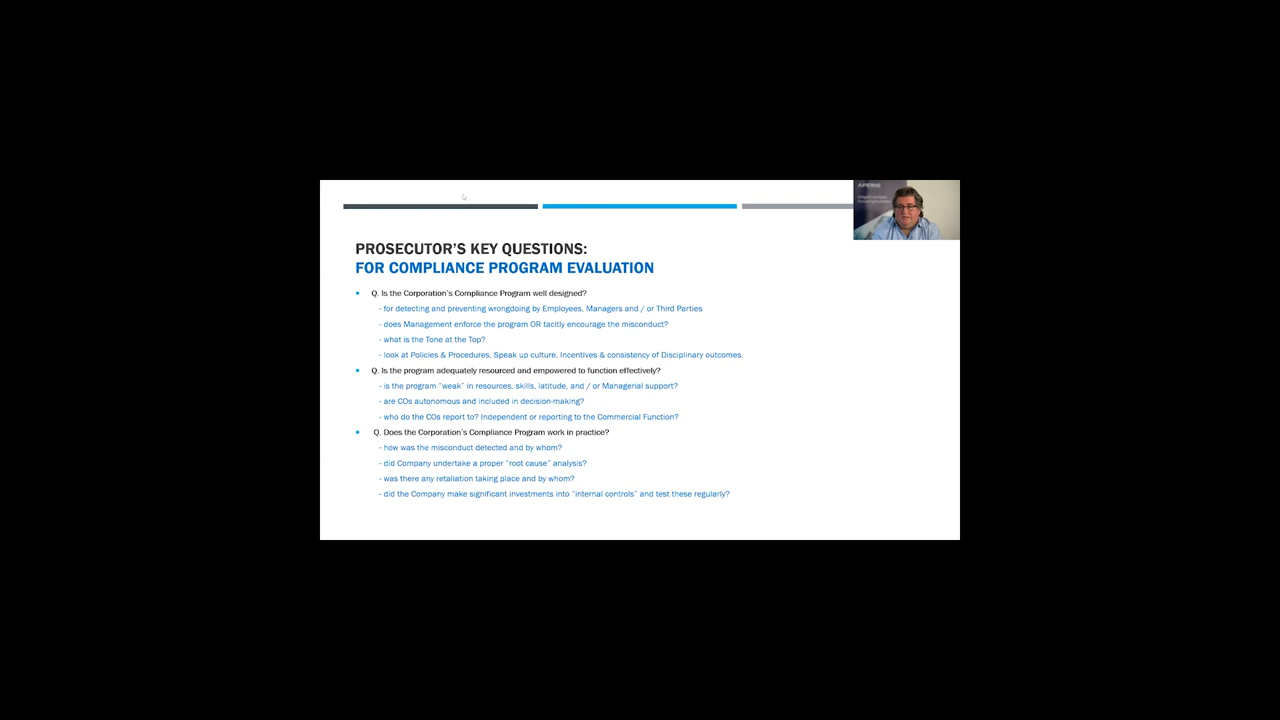 APERIO
PROSECUTOR'S KEY QUESTIONS:
FOR COMPLIANCE PROGRAM EVALUATION
Q. Is the Corporation's Compliance Program well designed?
- for detecting and preventing wrongdoing by Employees, Managers and / or Third Parties
- does Management enforce the program OR tacitly encourage the misconduct?
- what is the Tone at the Top?
- look at Policies & Procedures, Speak up culture, Incentives & consistency of Disciplinary outcomes.
Q. Is the program adequately resourced and empowered to function effectively?
- is the program "weak" in resources, skills, latitude, and / or Managerial support?
- are COs autonomous and included in decision-making?
- who do the COs report to? Independent or reporting to the Commercial Function?
Q. Does the Corporation's Compliance Program work in practice?
- how was the misconduct detected and by whom?
- did Company undertake a proper "root cause" analysis?
- was there any retaliation taking place and by whom?
- did the Company make significant investments into "internal controls" and test these regularly?